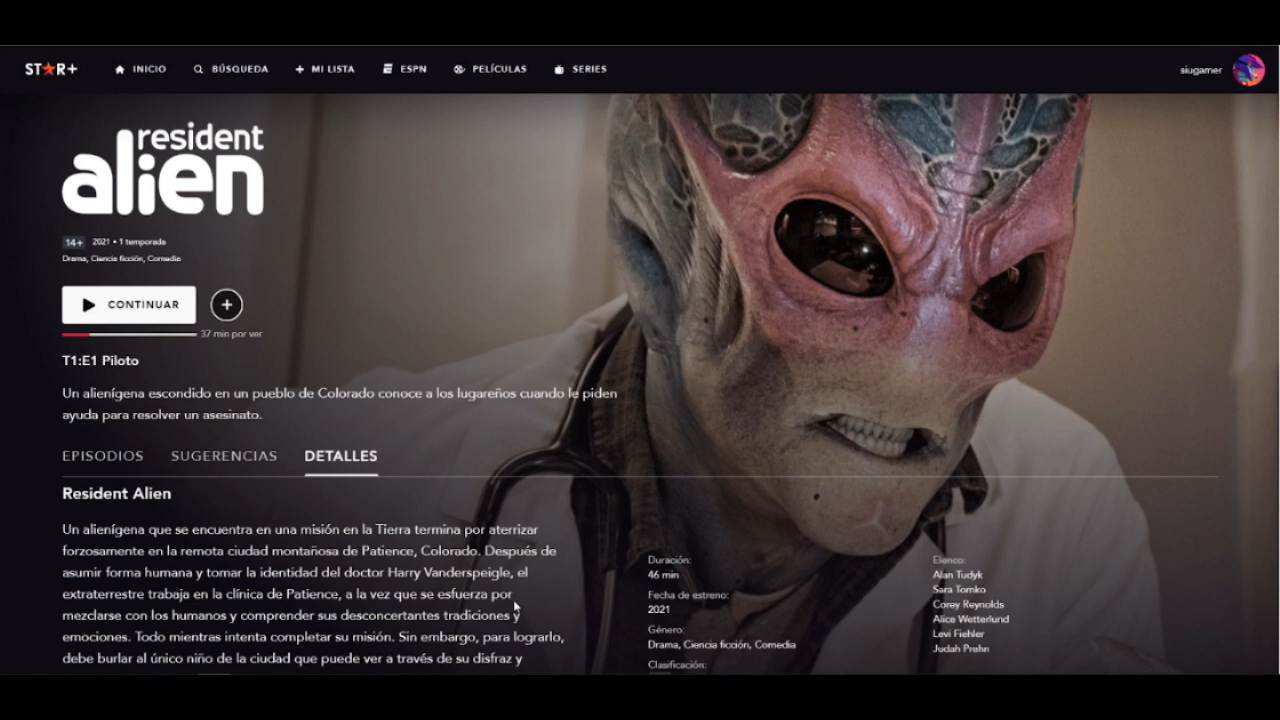 ST★R+
INICIO
BÚSQUEDA
MI LISTA
ESPN
PELÍCULAS
SERIES
siugamer
resident
alien
14+ 2021 • 1 temporada
Drama, Ciencia ficción, Comedia
CONTINUAR
37 min por ver
T1:E1 Piloto
Un alienígena escondido en un pueblo de Colorado conoce a los lugareños cuando le piden
ayuda para resolver un asesinato.
EPISODIOS
SUGERENCIAS
DETALLES
Resident Alien
Un alienígena que se encuentra en una misión en la Tierra termina por aterrizar
forzosamente en la remota ciudad montañosa de Patience, Colorado. Después de
asumir forma humana y tomar la identidad del doctor Harry Vanderspeigle, el
extraterrestre trabaja en la clínica de Patience, a la vez que se esfuerza por
mezclarse con los humanos y comprender sus desconcertantes tradiciones y
emociones. Todo mientras intenta completar su misión. Sin embargo, para lograrlo,
debe burlar al único niño de la ciudad que puede ver a través de su disfraz y
Duración:
46 min
Fecha de estreno:
2021
Género:
Drama, Ciencia ficción, Comedia
Clasificación:
Elenco:
Alan Tudyk
Sara Tomko
Corey Reynolds
Alice Wetterlund
Levi Fiehler
Judah Prehn